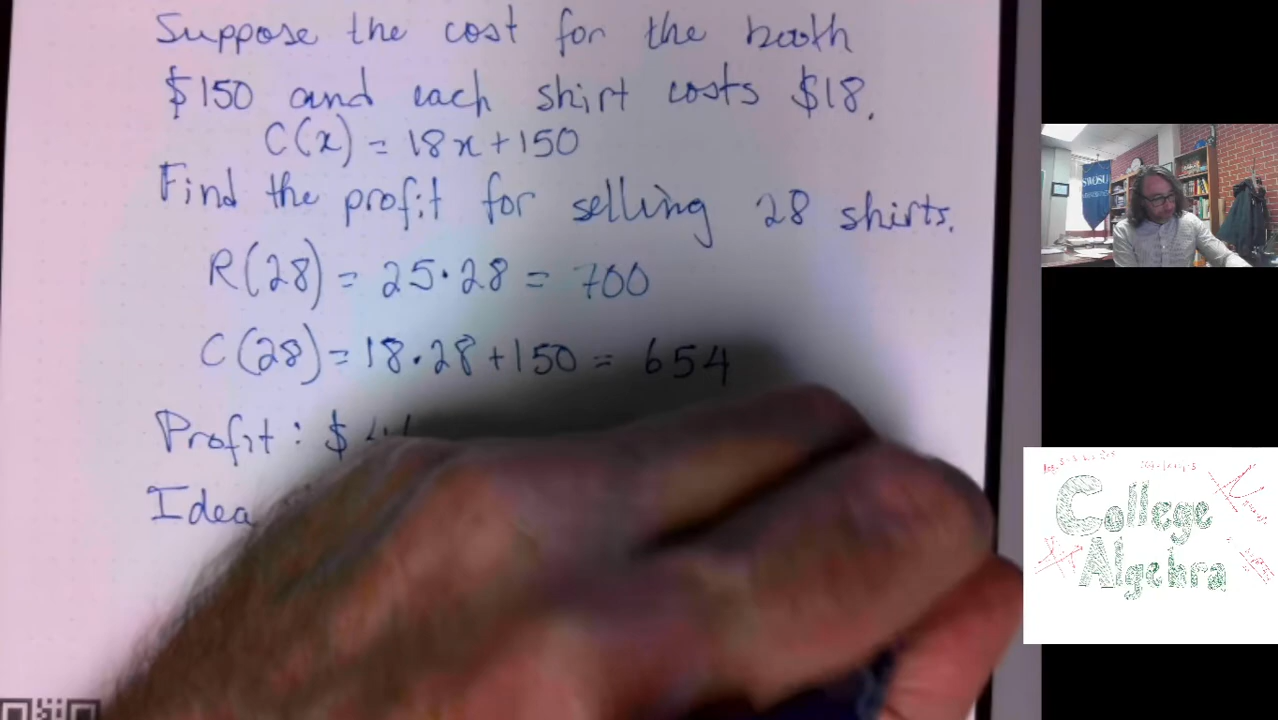 Suppose the cost for the booth
$150 and each shirt costs $18.
C(x) = 18x+150
Find the profit for selling 28 shirts.
R(28) = 25·28 = 700
C(28) = 18·28+150 = 654
Profit: $
Idea
SWOSU
College
Algebra